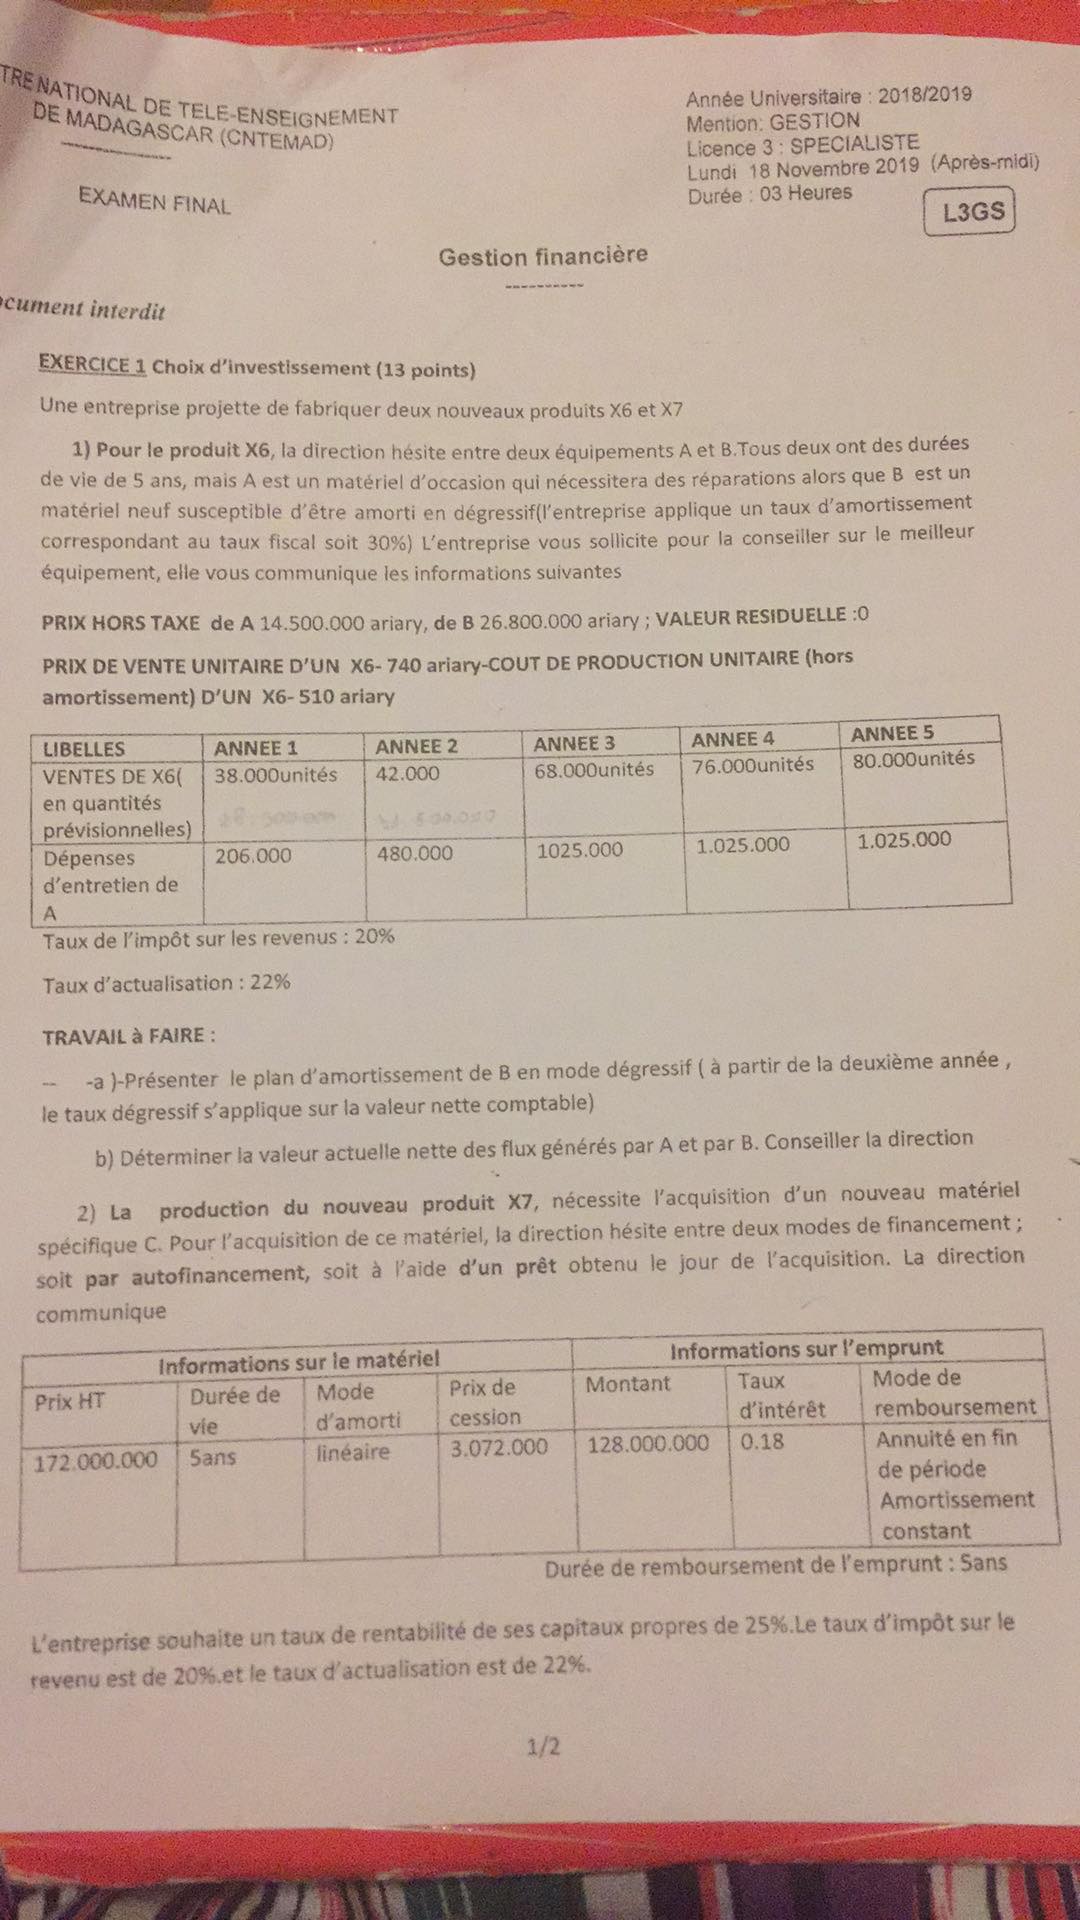 TRE NATIONAL DE TELE-ENSEIGNEMENT
DE MADAGASCAR (CNTEMAD)
---------------
EXAMEN FINAL
Année Universitaire : 2018/2019
Mention: GESTION
Licence 3 : SPECIALISTE
Lundi 18 Novembre 2019 (Après-midi)
Durée : 03 Heures
L3GS
Gestion financière
----------
ocument interdit
EXERCICE 1 Choix d'investissement (13 points)
Une entreprise projette de fabriquer deux nouveaux produits X6 et X7
1) Pour le produit X6, la direction hésite entre deux équipements A et B.Tous deux ont des durées
de vie de 5 ans, mais A est un matériel d'occasion qui nécessitera des réparations alors que B est un
matériel neuf susceptible d'être amorti en dégressif(l'entreprise applique un taux d'amortissement
correspondant au taux fiscal soit 30%) L'entreprise vous sollicite pour la conseiller sur le meilleur
équipement, elle vous communique les informations suivantes
PRIX HORS TAXE de A 14.500.000 ariary, de B 26.800.000 ariary ; VALEUR RESIDUELLE :0
PRIX DE VENTE UNITAIRE D'UN X6- 740 ariary-COUT DE PRODUCTION UNITAIRE (hors
amortissement) D'UN X6- 510 ariary
LIBELLES ANNEE 1 ANNEE 2 ANNEE 3 ANNEE 4 ANNEE 5
VENTES DE X6( 38.000unités 42.000 68.000unités 76.000unités 80.000unités
en quantités
prévisionnelles)
Dépenses 206.000 480.000 1025.000 1.025.000 1.025.000
d'entretien de
A
Taux de l'impôt sur les revenus : 20%
Taux d'actualisation : 22%
TRAVAIL à FAIRE :
-- -a )-Présenter le plan d'amortissement de B en mode dégressif ( à partir de la deuxième année ,
le taux dégressif s'applique sur la valeur nette comptable)
b) Déterminer la valeur actuelle nette des flux générés par A et par B. Conseiller la direction
2) La production du nouveau produit X7, nécessite l'acquisition d'un nouveau matériel
spécifique C. Pour l'acquisition de ce matériel, la direction hésite entre deux modes de financement ;
soit par autofinancement, soit à l'aide d'un prêt obtenu le jour de l'acquisition. La direction
communique
Informations sur le matériel Informations sur l'emprunt
Prix HT Durée de Mode Prix de Montant Taux Mode de
vie d'amorti cession d'intérêt remboursement
172.000.000 5ans linéaire 3.072.000 128.000.000 0.18 Annuité en fin
de période
Amortissement
constant
Durée de remboursement de l'emprunt : 5ans
L'entreprise souhaite un taux de rentabilité de ses capitaux propres de 25%.Le taux d'impôt sur le
revenu est de 20%.et le taux d'actualisation est de 22%.
1/2